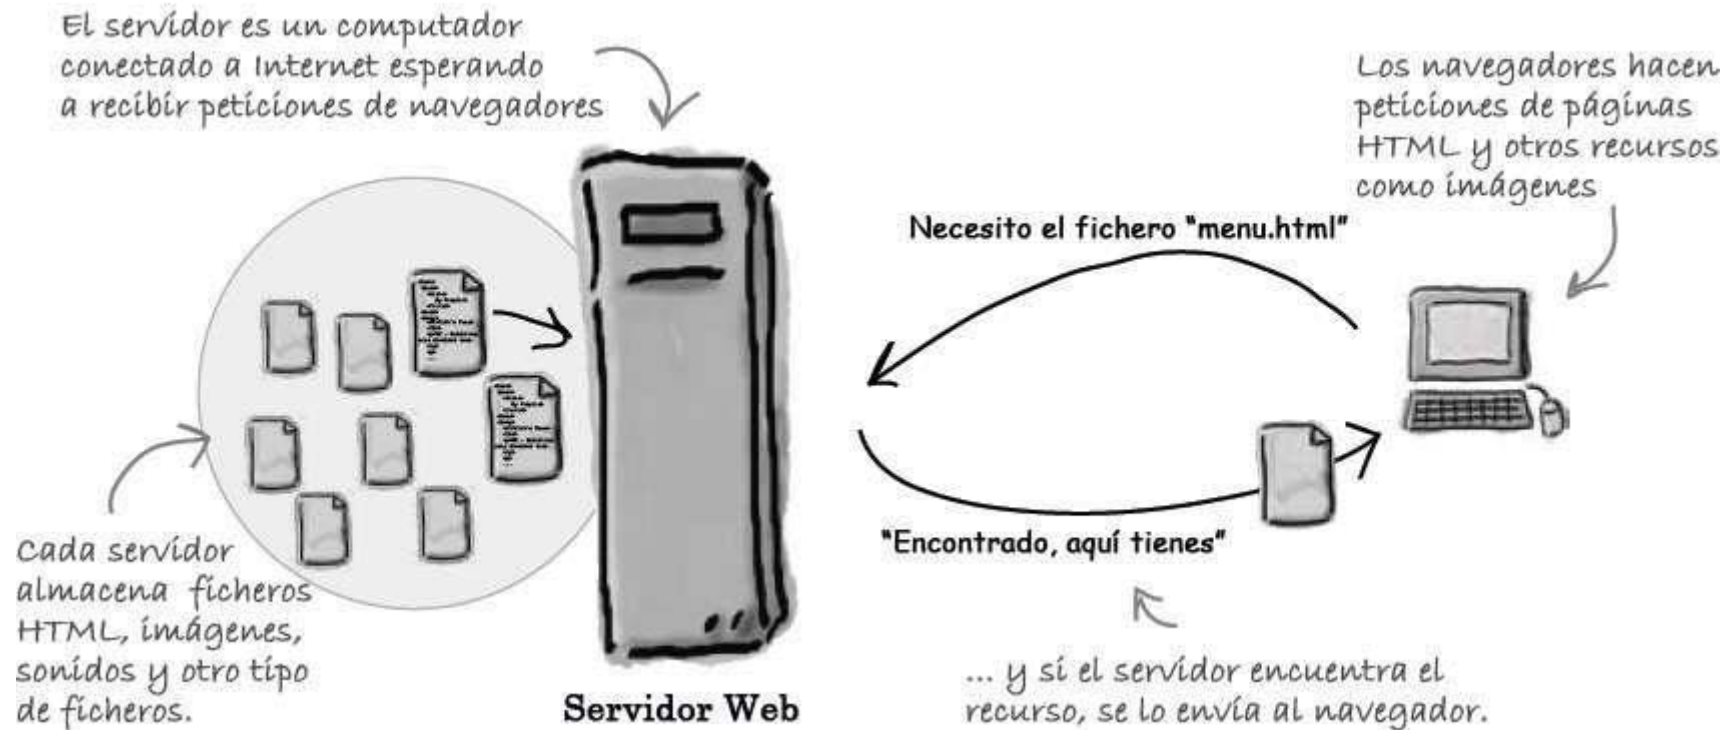 El servidor es un computador
conectado a Internet esperando
a recibir peticiones de navegadores
Los navegadores hacen
peticiones de páginas
HTML y otros recursos
como imágenes
Necesito el fichero "menu.html"
"Encontrado, aquí tienes"
Cada servidor
almacena ficheros
HTML, imágenes,
sonidos y otro tipo
de ficheros.
Servidor Web
... y si el servidor encuentra el
recurso, se lo envía al navegador.